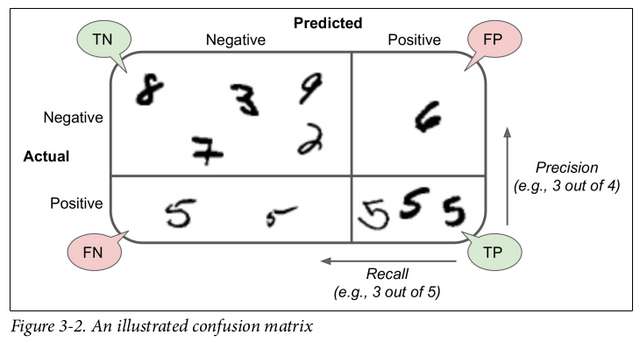 Predicted
TN Negative Positive FP
8 3 9 6
Negative
7 2
Actual
Precision
(e.g., 3 out of 4)
Positive 5 5 5 5 5
FN TP
Recall
(e.g., 3 out of 5)
Figure 3-2. An illustrated confusion matrix